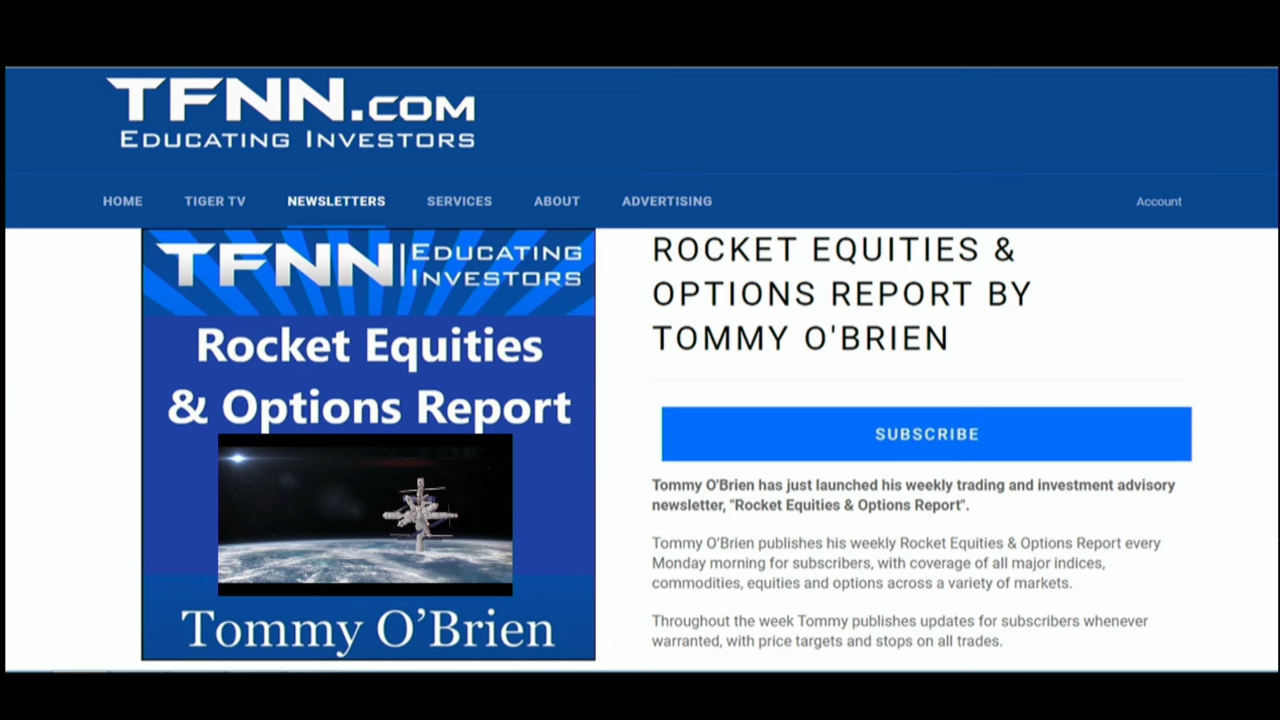 TFNN.COM
EDUCATING INVESTORS
HOME TIGER TV NEWSLETTERS SERVICES ABOUT ADVERTISING Account
TFNN | EDUCATING
INVESTORS
Rocket Equities
& Options Report
Tommy O’Brien
ROCKET EQUITIES &
OPTIONS REPORT BY
TOMMY O'BRIEN
SUBSCRIBE
Tommy O'Brien has just launched his weekly trading and investment advisory
newsletter, "Rocket Equities & Options Report".
Tommy O’Brien publishes his weekly Rocket Equities & Options Report every
Monday morning for subscribers, with coverage of all major indices,
commodities, equities and options across a variety of markets.
Throughout the week Tommy publishes updates for subscribers whenever
warranted, with price targets and stops on all trades.